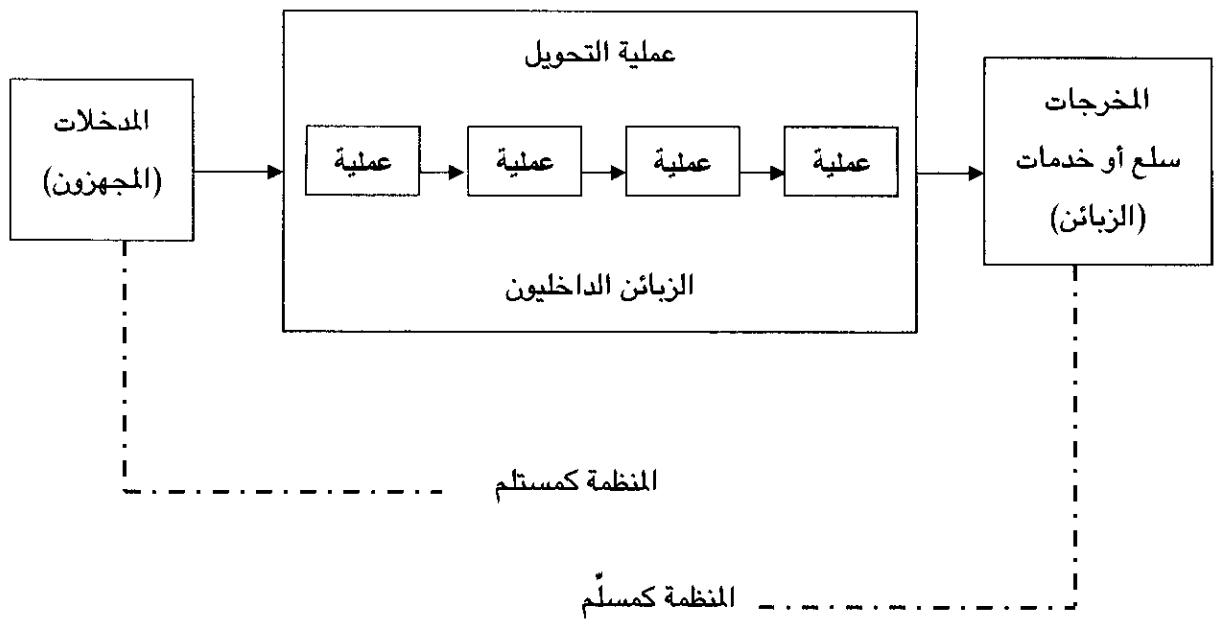 عملية التحويل
المدخلات
(المجهزون)
عملية
عملية
عملية
عملية
المخرجات
سلع أو خدمات
(الزبائن)
الزبائن الداخليون
المنظمة كمستلم
المنظمة كمسلّم